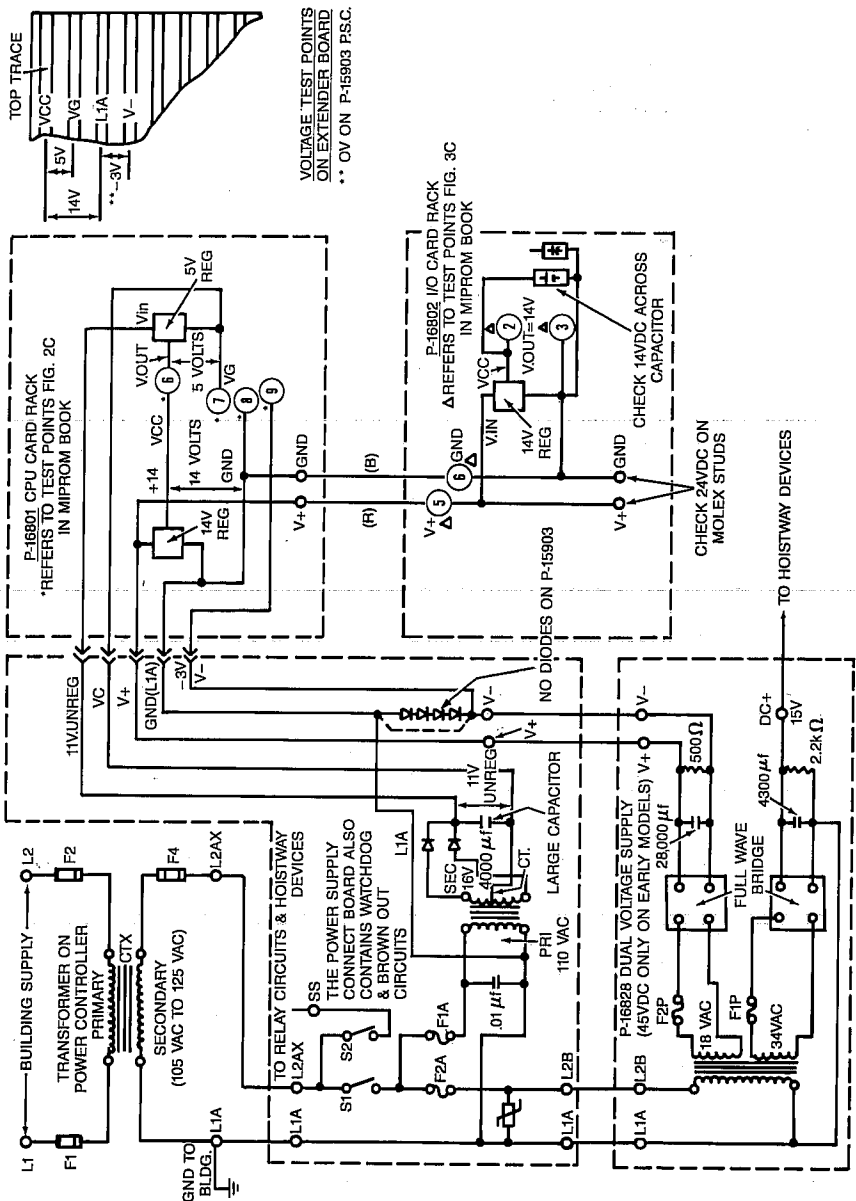 TOP TRACE
VCC
VG
L1A
V–
5V
14V
**–3V
VOLTAGE TEST POINTS
ON EXTENDER BOARD
** OV ON P-15903 P.S.C.
P-16801 CPU CARD RACK
*REFERS TO TEST POINTS FIG. 2C
IN MIPROM BOOK
Vin
5V
REG
V.OUT
* 6
5 VOLTS
VG
* 7
* 8
* 9
VCC
+14
14 VOLTS
GND
14V
REG
V+
GND
(R)
(B)
P-16802 I/O CARD RACK
Δ REFERS TO TEST POINTS FIG. 3C
IN MIPROM BOOK
V+
5
Δ
6
GND
Δ
V.IN
14V
REG
VCC
Δ 2
V.OUT=14V
Δ 3
CHECK 14VDC ACROSS
CAPACITOR
V+
GND
CHECK 24VDC ON
MOLEX STUDS
L1
BUILDING SUPPLY
L2
F1
F2
TRANSFORMER ON
POWER CONTROLLER
PRIMARY
CTX
SECONDARY
(105 VAC TO 125 VAC)
F4
L2AX
L1A
GND TO
BLDG.
11V.UNREG
VC
V+
GND(L1A)
–3V
V–
TO RELAY CIRCUITS & HOISTWAY
DEVICES
L1A
L2AX
SS
S1
S2
THE POWER SUPPLY
CONNECT BOARD ALSO
CONTAINS WATCHDOG
& BROWN OUT
CIRCUITS
L1A
F2A
F1A
.01 µf
PRI
110 VAC
SEC
16V
4000 µf
CT.
LARGE CAPACITOR
11V
UNREG
NO DIODES ON P-15903
V+
V–
L1A
L2B
L1A
L2B
P-16828 DUAL VOLTAGE SUPPLY
(45VDC ONLY ON EARLY MODELS)
V+
V–
F2P
18 VAC
F1P
34VAC
FULL WAVE
BRIDGE
28,000 µf
500Ω
4300 µf
2.2kΩ
DC+
15V
TO HOISTWAY DEVICES